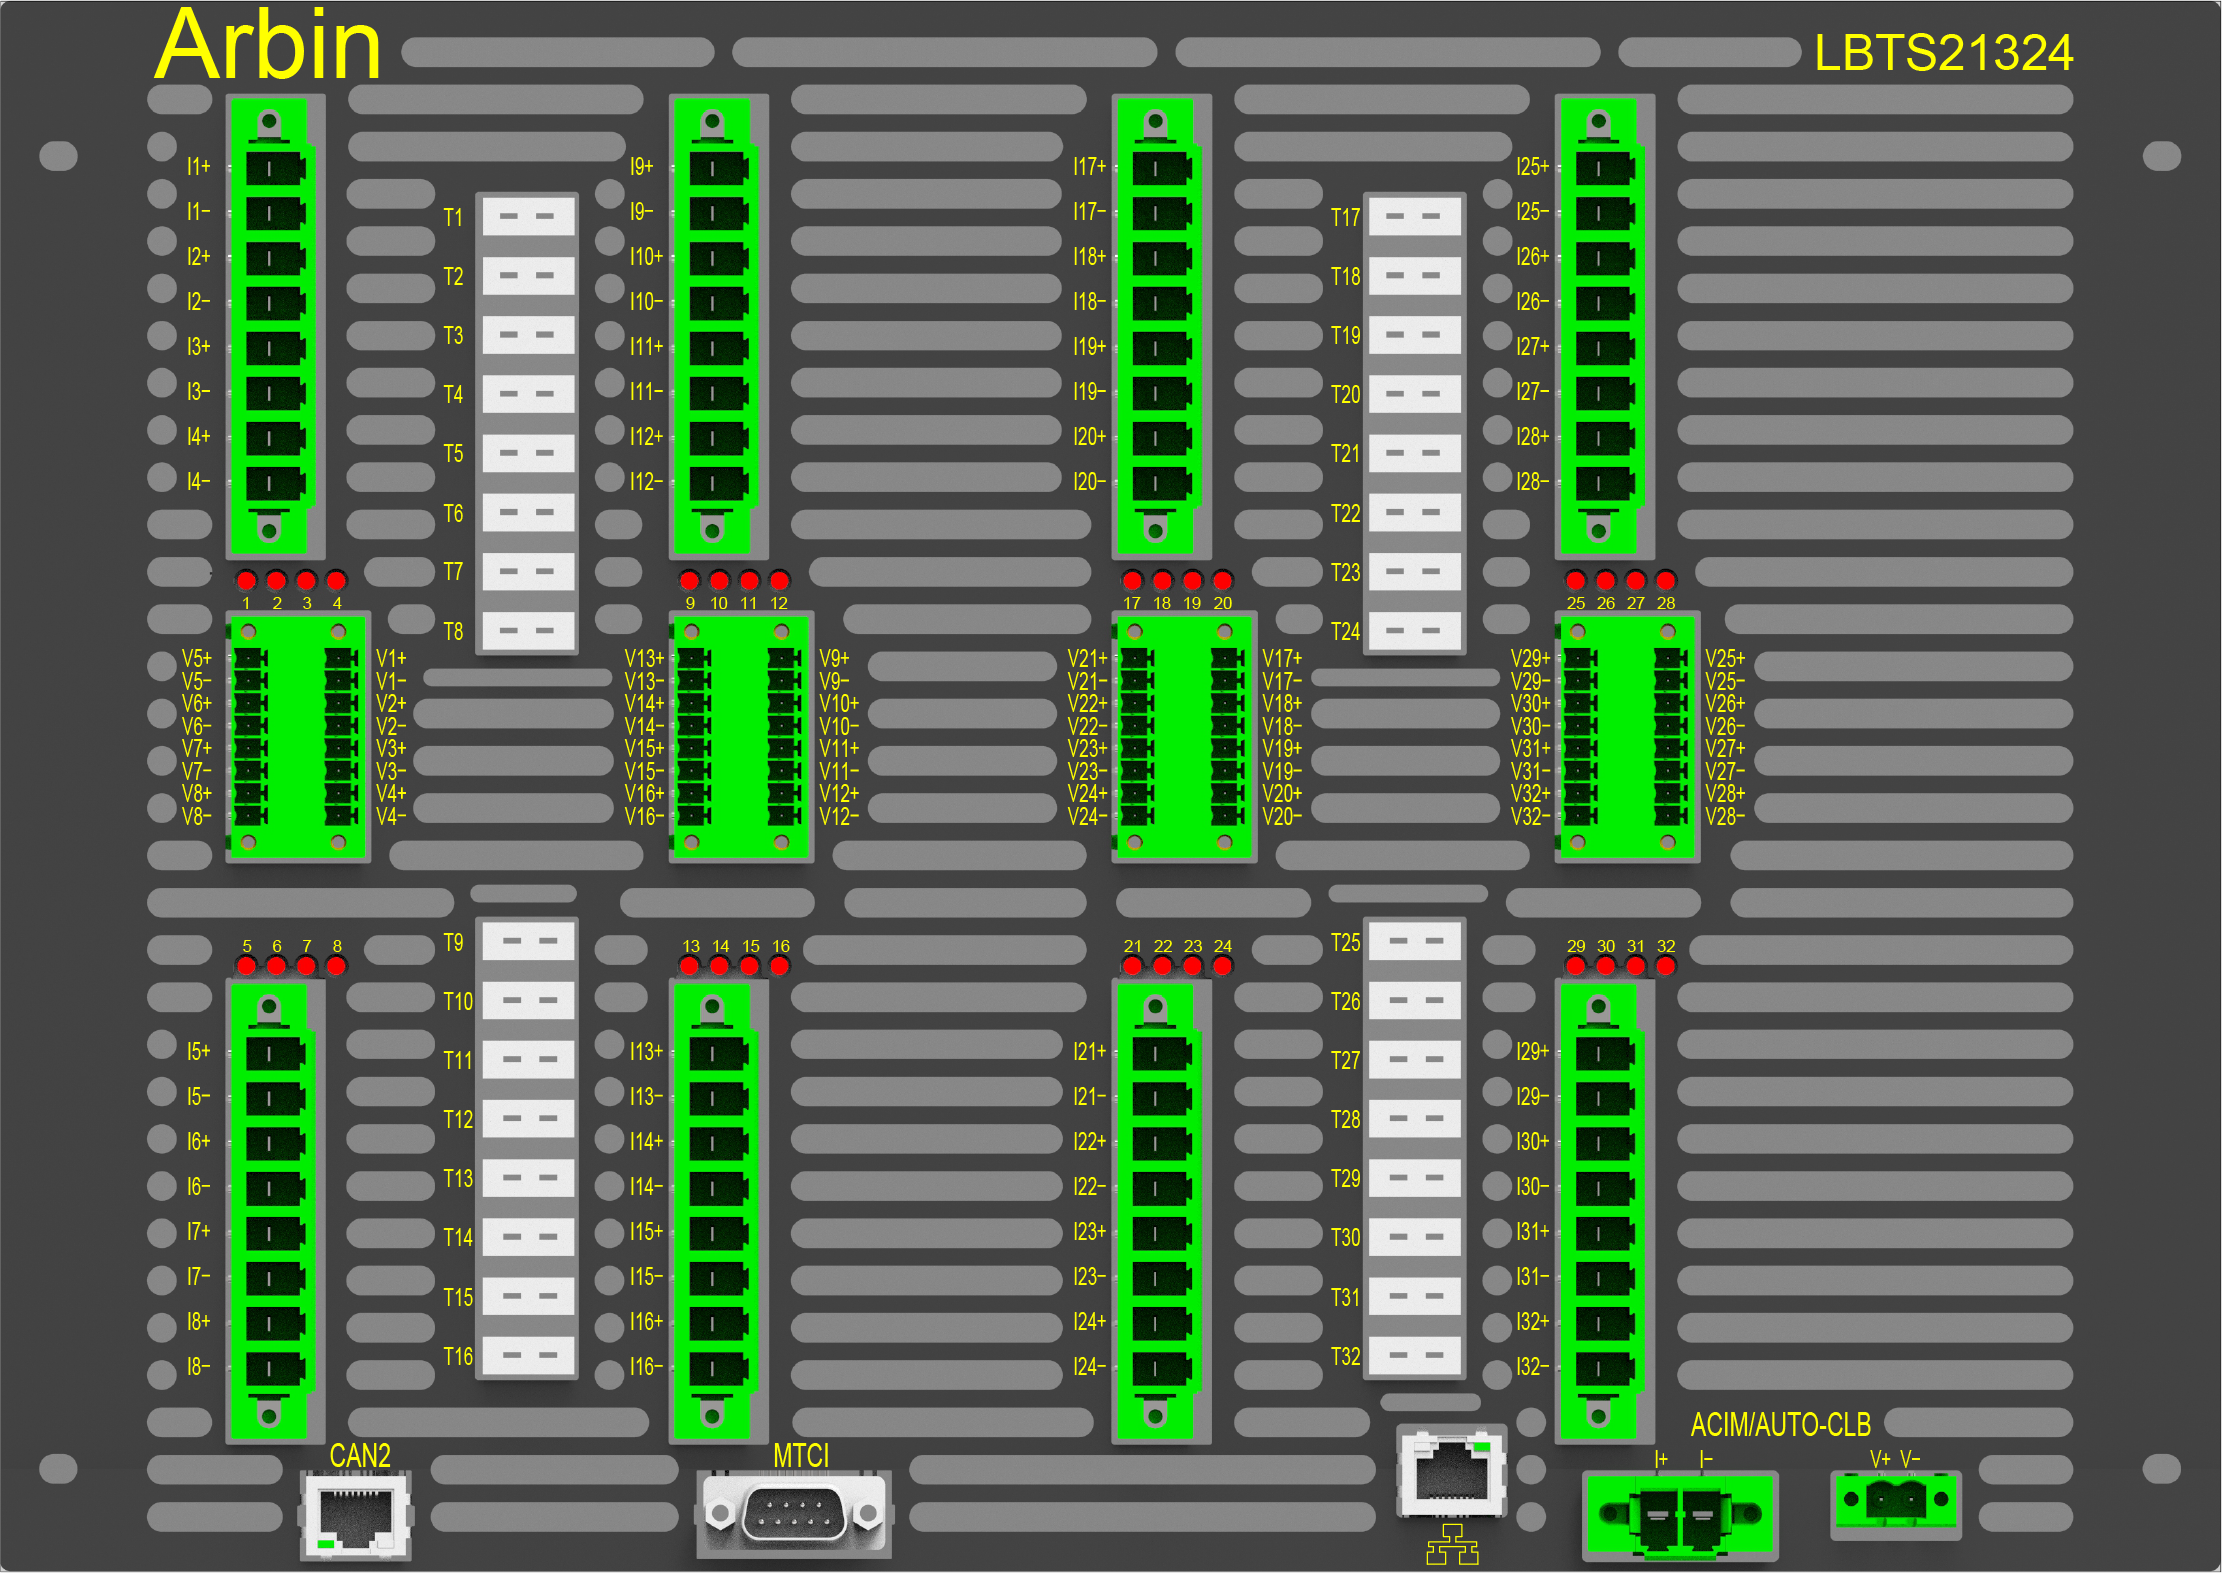 Arbin
LBTS21324
I1+
I1−
I2+
I2−
I3+
I3−
I4+
I4−
T1
T2
T3
T4
T5
T6
T7
T8
I9+
I9−
I10+
I10−
I11+
I11−
I12+
I12−
I17+
I17−
I18+
I18−
I19+
I19−
I20+
I20−
T17
T18
T19
T20
T21
T22
T23
T24
I25+
I25−
I26+
I26−
I27+
I27−
I28+
I28−
1 2 3 4
9 10 11 12
17 18 19 20
25 26 27 28
V5+
V5−
V6+
V6−
V7+
V7−
V8+
V8−
V1+
V1−
V2+
V2−
V3+
V3−
V4+
V4−
V13+
V13−
V14+
V14−
V15+
V15−
V16+
V16−
V9+
V9−
V10+
V10−
V11+
V11−
V12+
V12−
V21+
V21−
V22+
V22−
V23+
V23−
V24+
V24−
V17+
V17−
V18+
V18−
V19+
V19−
V20+
V20−
V29+
V29−
V30+
V30−
V31+
V31−
V32+
V32−
V25+
V25−
V26+
V26−
V27+
V27−
V28+
V28−
5 6 7 8
13 14 15 16
21 22 23 24
29 30 31 32
I5+
I5−
I6+
I6−
I7+
I7−
I8+
I8−
T9
T10
T11
T12
T13
T14
T15
T16
I13+
I13−
I14+
I14−
I15+
I15−
I16+
I16−
I21+
I21−
I22+
I22−
I23+
I23−
I24+
I24−
T25
T26
T27
T28
T29
T30
T31
T32
I29+
I29−
I30+
I30−
I31+
I31−
I32+
I32−
CAN2
MTCI
ACIM/AUTO-CLB
I+ I−
V+ V−